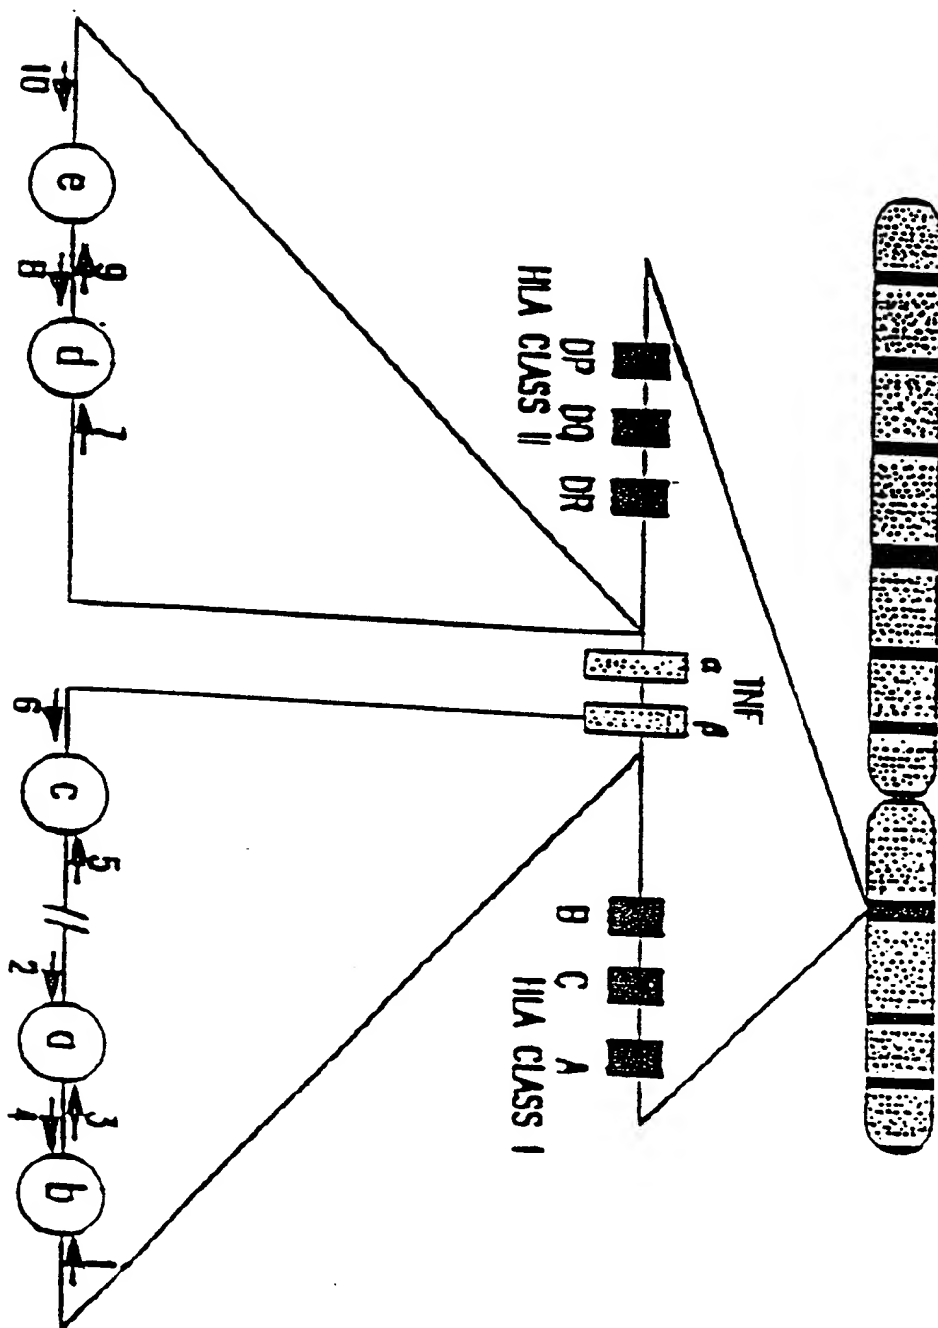 TNF
α β
DP DQ DR
HLA CLASS II
B C A
HLA CLASS I
10 e 9 8 d 7
6 c 5 // 2 a 3 4 b 1